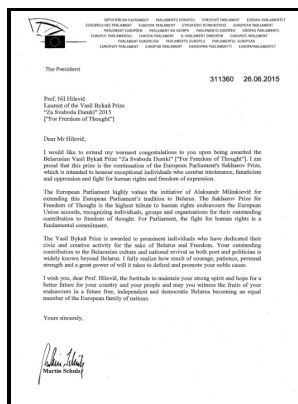 The President
311360 26.06.2015
Prof. Nil Hilevič
Laureat of the Vasil Bykaŭ Prize
"Za Svabodu Dumki" 2015
["For Freedom of Thought"]
Dear Mr Hilevič,
I would like to extend my warmest congratulations to you upon being awarded the
Belarusian Vasil Bykaŭ Prize "Za Svabodu Dumki" ["For Freedom of Thought"]. I am
proud that this prize is the continuation of the European Parliament's Sakharov Prize,
which is intended to honour exceptional individuals who combat intolerance, fanaticism
and oppression and fight for human rights and freedom of expression.
The European Parliament highly values the initiative of Aleksandr Milinkievič for
extending this European Parliament's tradition to Belarus. The Sakharov Prize for
Freedom of Thought is the highest tribute to human rights endeavours the European
Union accords, recognizing individuals, groups and organisations for their outstanding
contribution to freedom of thought. For Parliament, the fight for human rights is a
fundamental commitment.
The Vasil Bykaŭ Prize is awarded to prominent individuals who have dedicated their
civic and creative activity for the sake of Belarus and Freedom. Your outstanding
contribution to the Belarusian culture and national revival as both poet and politician is
widely known beyond Belarus. I fully realize how much of courage, patience, personal
strength and a great power of will it takes to defend and promote your noble cause.
I wish you, dear Prof. Hilevič, the fortitude to maintain your strong spirit and hope for a
better future for your country and your people and may you witness the fruits of your
endeavours in a future free, independent and democratic Belarus becoming an equal
member of the European family of nations.
Yours sincerely,
Martin Schulz